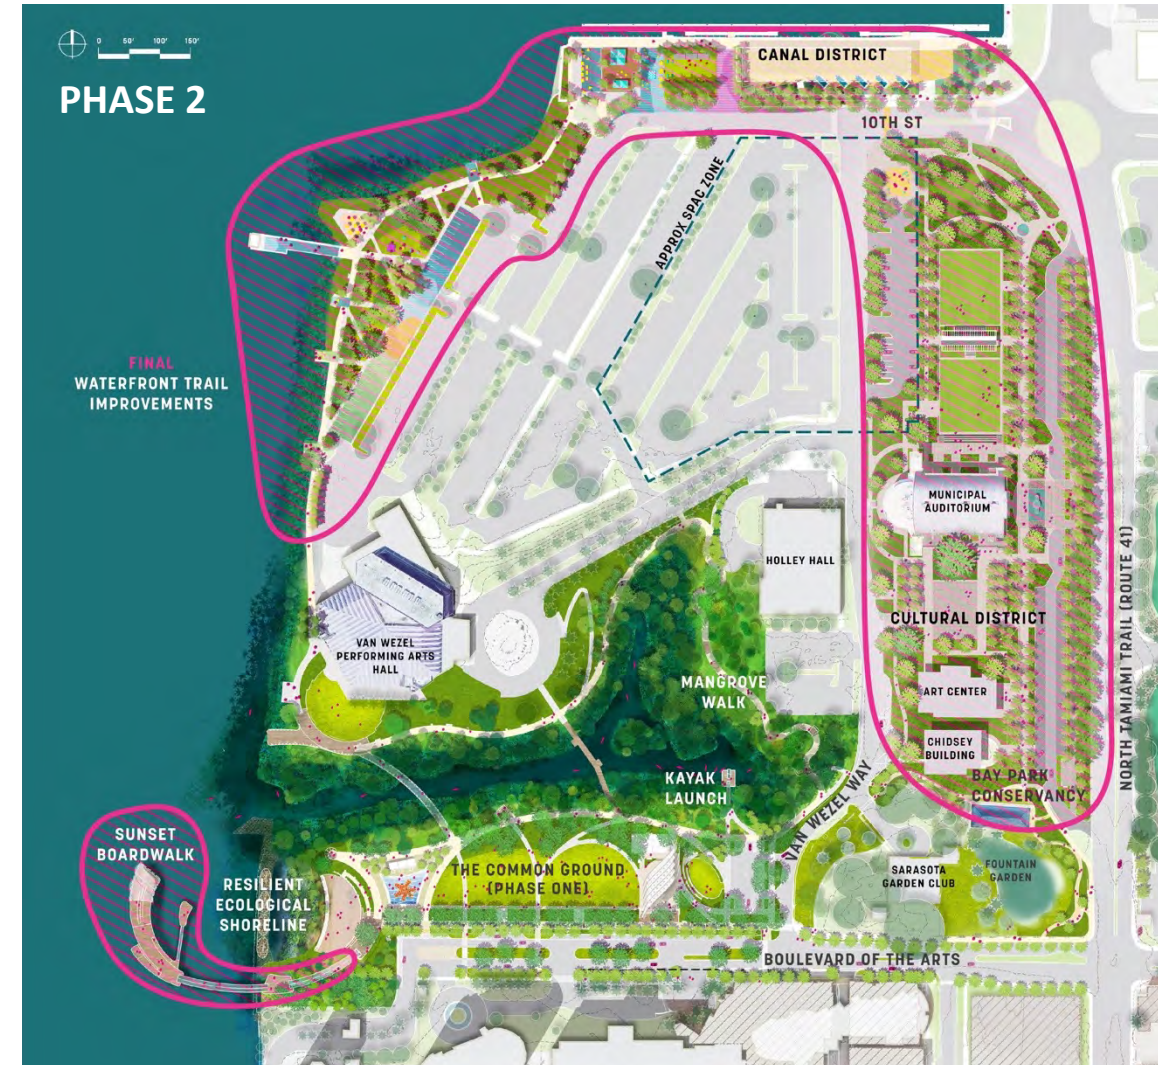 0 50' 100' 150'
PHASE 2
CANAL DISTRICT
10TH ST
APPROX SPAC ZONE
FINAL
WATERFRONT TRAIL
IMPROVEMENTS
MUNICIPAL
AUDITORIUM
HOLLEY HALL
NORTH TAMIAMI TRAIL (ROUTE 41)
CULTURAL DISTRICT
VAN WEZEL
PERFORMING ARTS
HALL
MANGROVE
WALK
ART CENTER
CHIDSEY
BUILDING
KAYAK
LAUNCH
BAY PARK
CONSERVANCY
VAN WEZEL WAY
SUNSET
BOARDWALK
RESILIENT
ECOLOGICAL
SHORELINE
THE COMMON GROUND
(PHASE ONE)
SARASOTA
GARDEN CLUB
FOUNTAIN
GARDEN
BOULEVARD OF THE ARTS